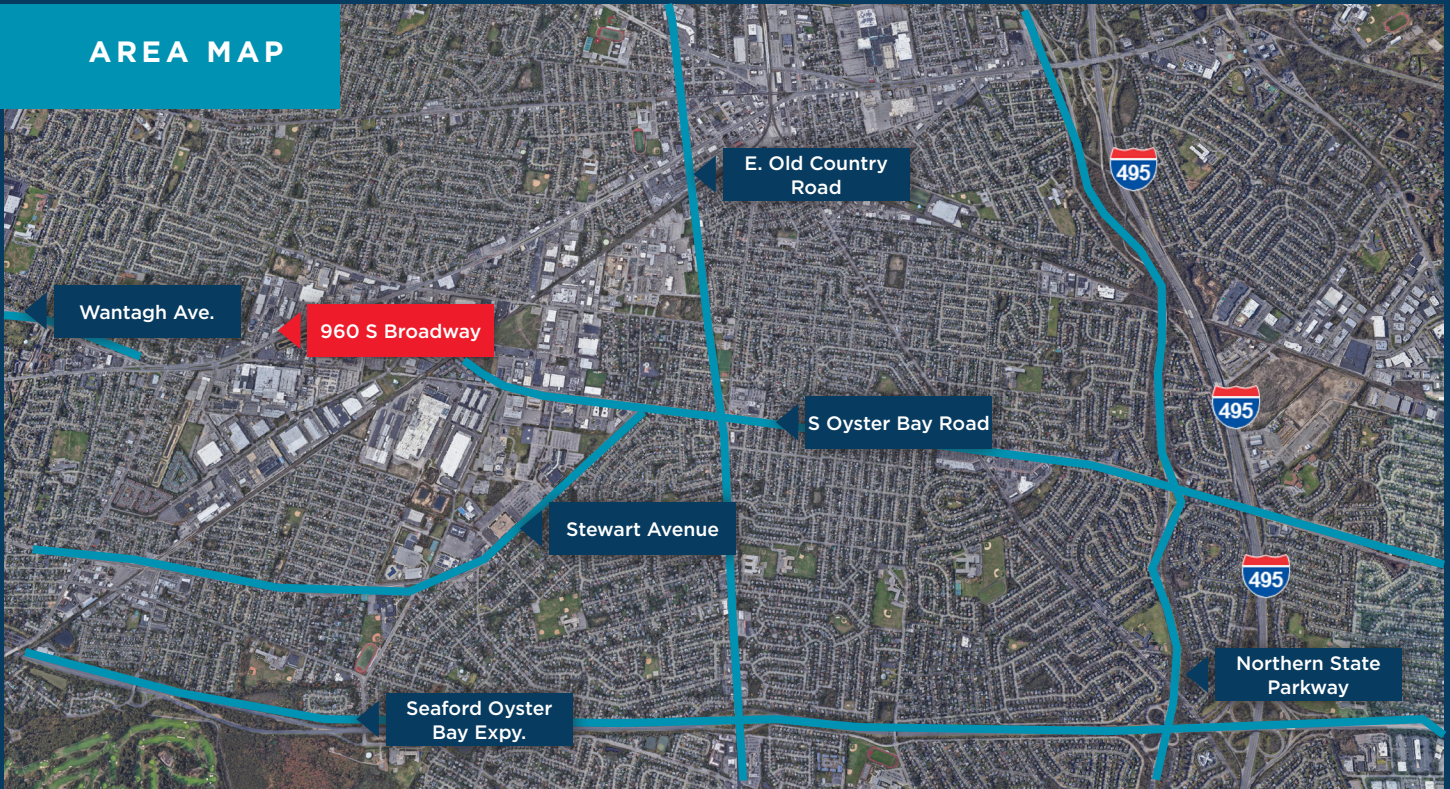 AREA MAP
E. Old Country
Road
495
Wantagh Ave.
960 S Broadway
495
S Oyster Bay Road
Stewart Avenue
495
Northern State
Parkway
Seaford Oyster
Bay Expy.